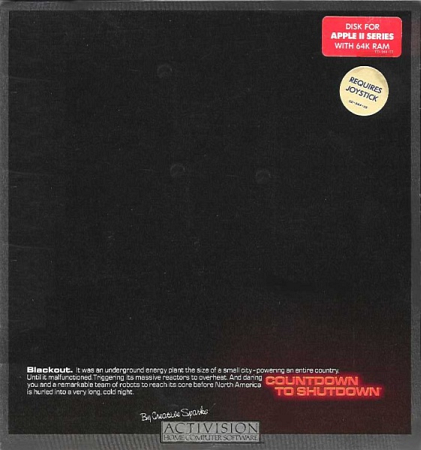 DISK FOR
APPLE II SERIES
WITH 64K RAM
REQUIRES
JOYSTICK
Blackout. It was an underground energy plant the size of a small city-powering an entire country.
Until it malfunctioned. Triggering its massive reactors to overheat. And daring
you and a remarkable team of robots to reach its core before North America
is hurled into a very long, cold night.
COUNTDOWN
TO SHUTDOWN
By Creative Sparks
ACTIVISION
HOME COMPUTER SOFTWARE